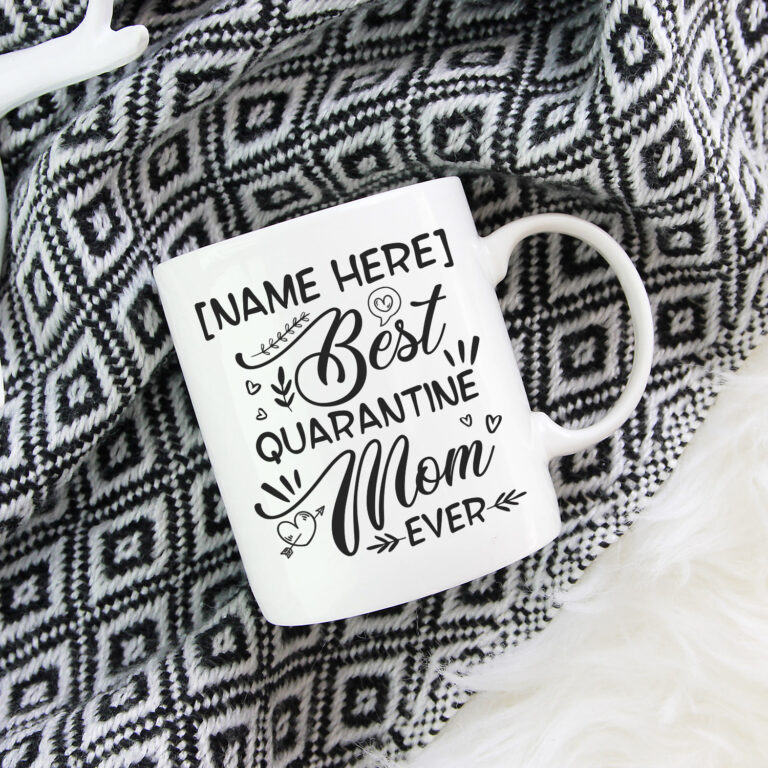 [NAME HERE]
Best
QUARANTINE
Mom
EVER